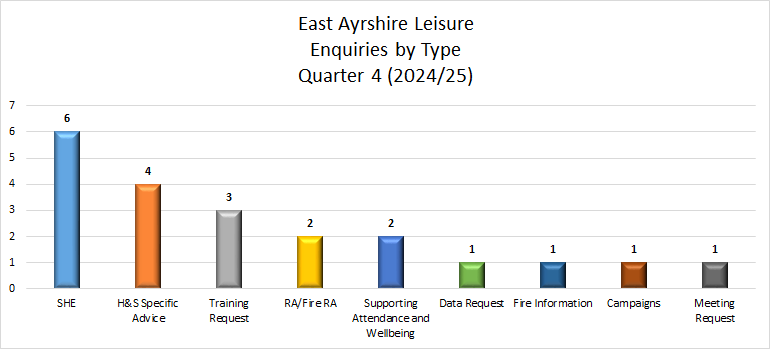 East Ayrshire Leisure
Enquiries by Type
Quarter 4 (2024/25)
7
6
5
4
3
2
1
0
6
4
3
2
2
1
1
1
1
SHE
H&S Specific
Advice
Training
Request
RA/Fire RA
Supporting
Attendance and
Wellbeing
Data Request
Fire Information
Campaigns
Meeting
Request